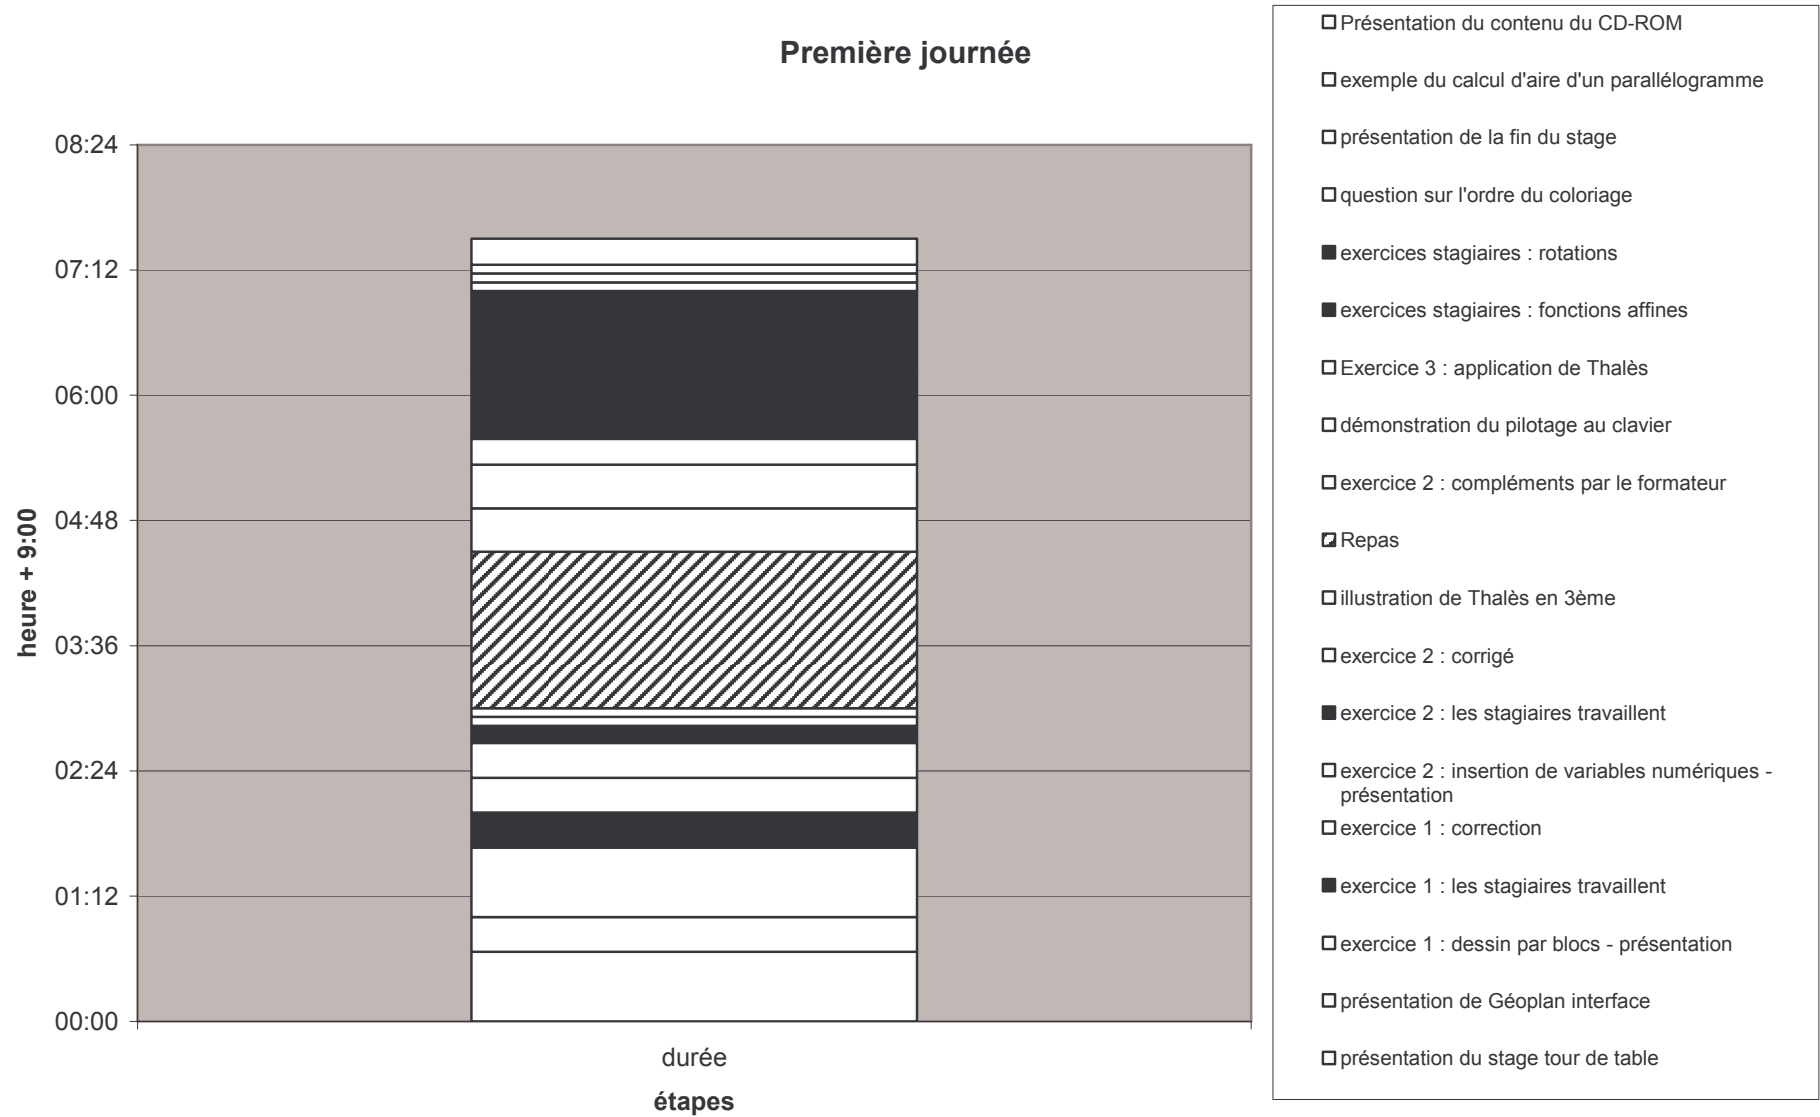 Première journée
08:24
07:12
06:00
04:48
03:36
02:24
01:12
00:00
heure + 9:00
durée
étapes
Présentation du contenu du CD-ROM
exemple du calcul d'aire d'un parallélogramme
présentation de la fin du stage
question sur l'ordre du coloriage
exercices stagiaires : rotations
exercices stagiaires : fonctions affines
Exercice 3 : application de Thalès
démonstration du pilotage au clavier
exercice 2 : compléments par le formateur
Repas
illustration de Thalès en 3ème
exercice 2 : corrigé
exercice 2 : les stagiaires travaillent
exercice 2 : insertion de variables numériques -
présentation
exercice 1 : correction
exercice 1 : les stagiaires travaillent
exercice 1 : dessin par blocs - présentation
présentation de Géoplan interface
présentation du stage tour de table